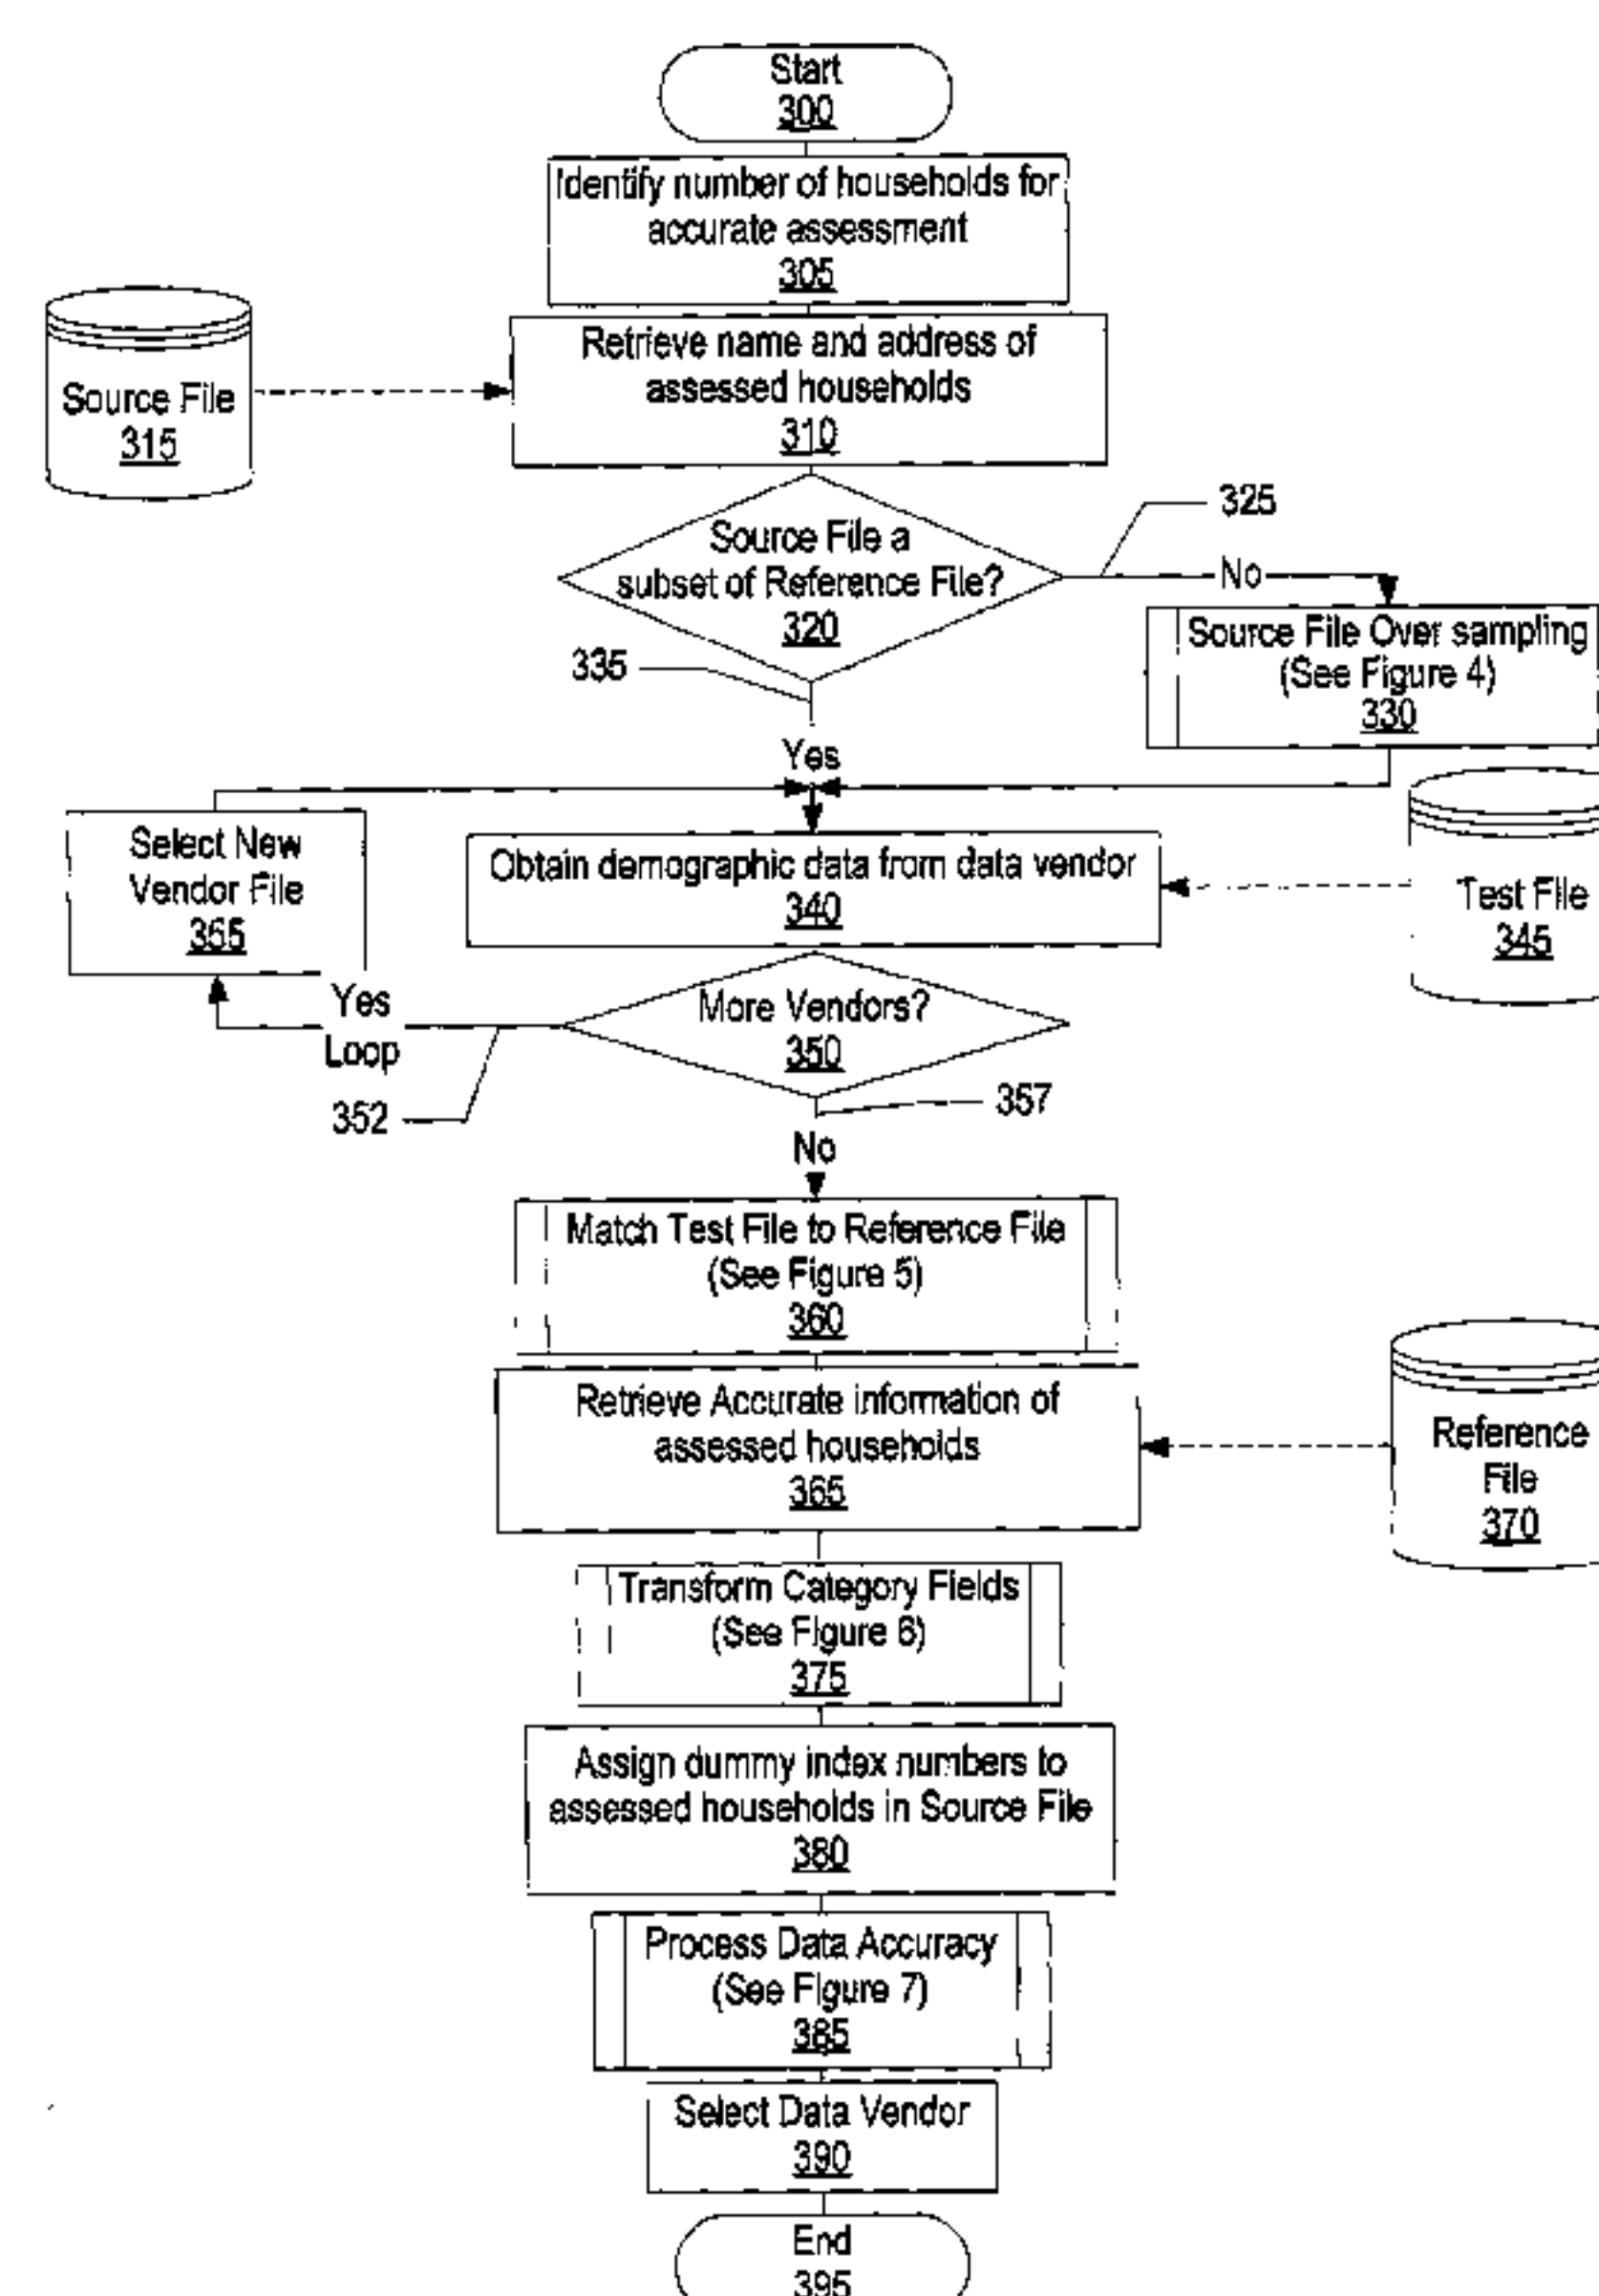 Start
300
Identify number of households for
accurate assessment
305
Source File
315
Retrieve name and address of
assessed households
310
Source File a
subset of Reference File?
320
325
No
Source File Over sampling
(See Figure 4)
330
335
Yes
Select New
Vendor File
355
Obtain demographic data from data vendor
340
Test File
345
More Vendors?
350
Yes
Loop
352
357
No
Match Test File to Reference File
(See Figure 5)
360
Retrieve Accurate information of
assessed households
365
Reference
File
370
Transform Category Fields
(See Figure 6)
375
Assign dummy index numbers to
assessed households in Source File
380
Process Data Accuracy
(See Figure 7)
385
Select Data Vendor
390
End
395